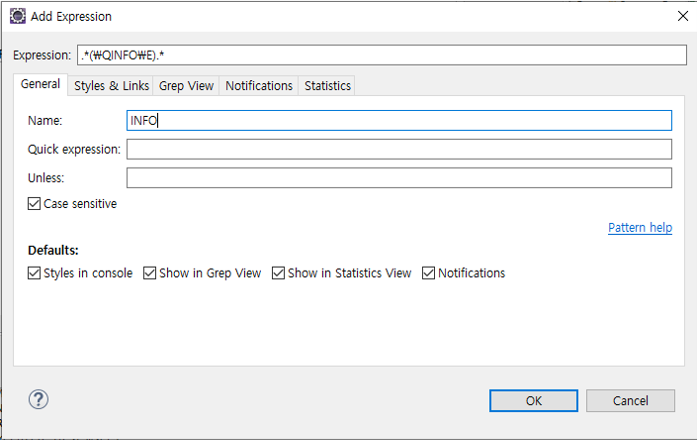 Add Expression
Expression: .*(₩QINFO₩E).*
General Styles & Links Grep View Notifications Statistics
Name: INFO
Quick expression:
Unless:
Case sensitive
Pattern help
Defaults:
Styles in console Show in Grep View Show in Statistics View Notifications
? OK Cancel